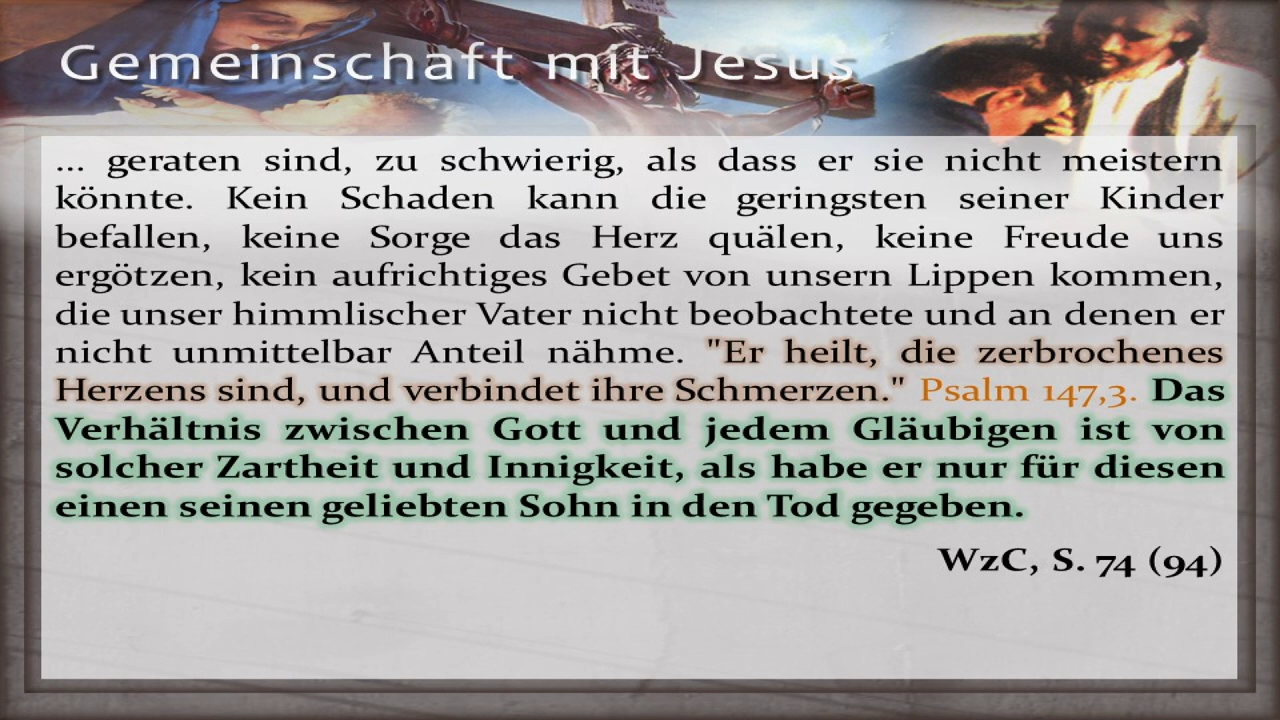 Gemeinschaft mit Jesus
... geraten sind, zu schwierig, als dass er sie nicht meistern
könnte. Kein Schaden kann die geringsten seiner Kinder
befallen, keine Sorge das Herz quälen, keine Freude uns
ergötzen, kein aufrichtiges Gebet von unsern Lippen kommen,
die unser himmlischer Vater nicht beobachtete und an denen er
nicht unmittelbar Anteil nähme. "Er heilt, die zerbrochenes
Herzens sind, und verbindet ihre Schmerzen." Psalm 147,3. Das
Verhältnis zwischen Gott und jedem Gläubigen ist von
solcher Zartheit und Innigkeit, als habe er nur für diesen
einen seinen geliebten Sohn in den Tod gegeben.
WzC, S. 74 (94)